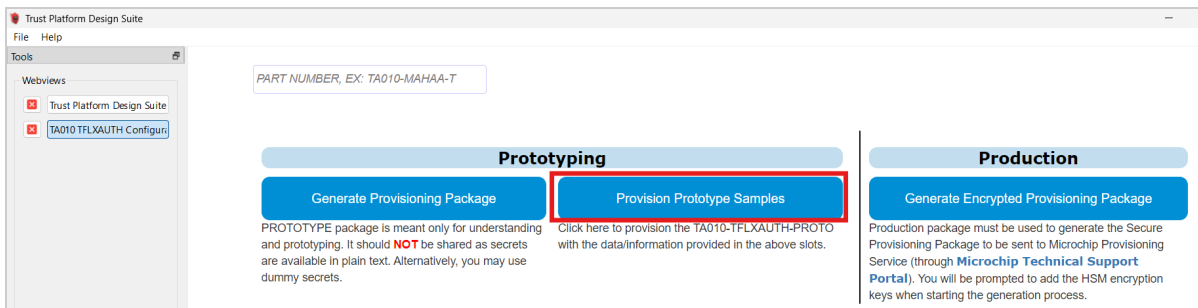 Trust Platform Design Suite
File Help
Tools
Webviews
Trust Platform Design Suite
TA010 TFLXAUTH Configura
PART NUMBER, EX: TA010-MAHAA-T
Prototyping
Generate Provisioning Package
PROTOTYPE package is meant only for understanding
and prototyping. It should NOT be shared as secrets
are available in plain text. Alternatively, you may use
dummy secrets.
Provision Prototype Samples
Click here to provision the TA010-TFLXAUTH-PROTO
with the data/information provided in the above slots.
Production
Generate Encrypted Provisioning Package
Production package must be used to generate the Secure
Provisioning Package to be sent to Microchip Provisioning
Service (through Microchip Technical Support
Portal). You will be prompted to add the HSM encryption
keys when starting the generation process.